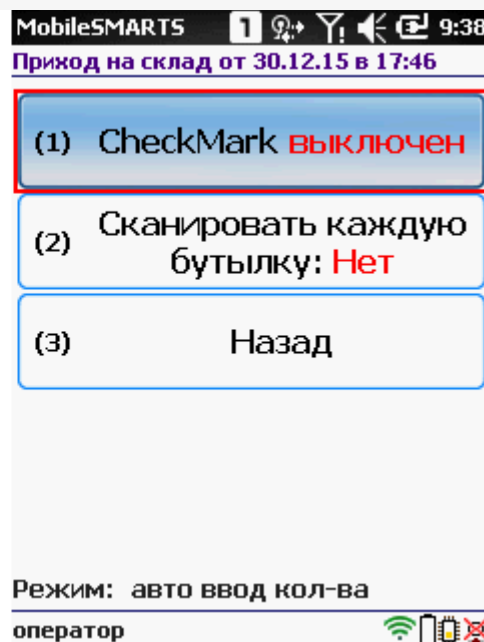 MobileSMARTS 1 9:38
Приход на склад от 30.12.15 в 17:46
(1) CheckMark выключен
(2) Сканировать каждую
бутылку: Нет
(3) Назад
Режим: авто ввод кол-ва
оператор